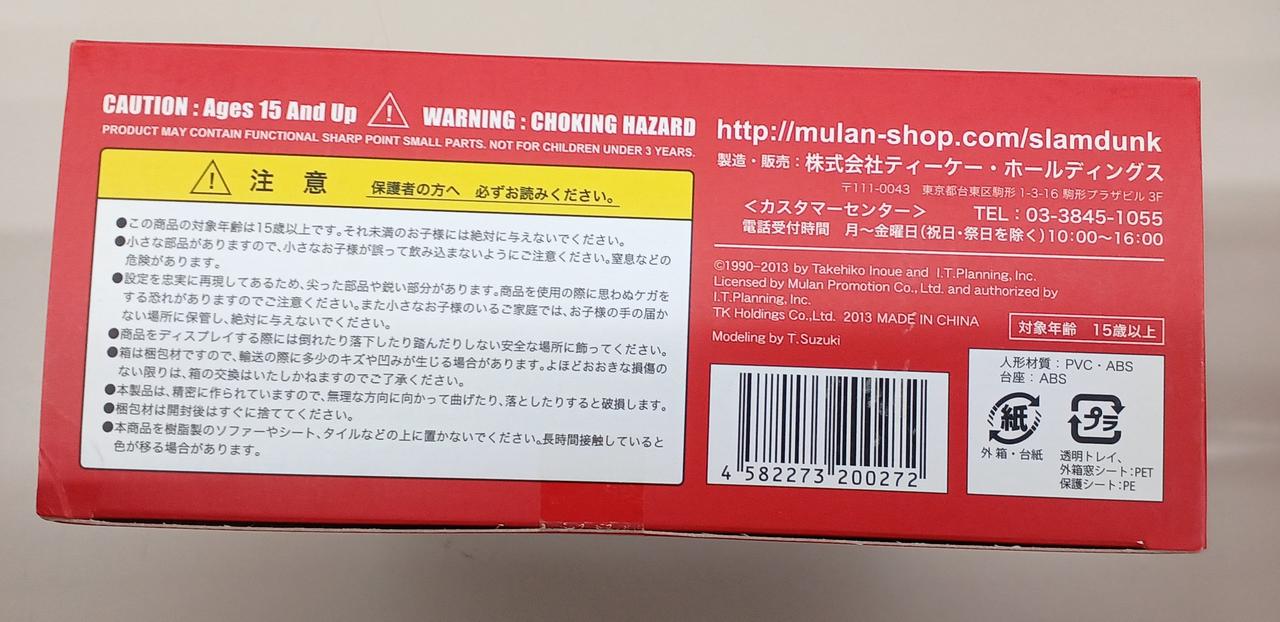 CAUTION : Ages 15 And Up WARNING : CHOKING HAZARD
PRODUCT MAY CONTAIN FUNCTIONAL SHARP POINT SMALL PARTS. NOT FOR CHILDREN UNDER 3 YEARS.
注 意 保護者の方へ 必ずお読みください。
●この商品の対象年齢は15歳以上です。それ未満のお子様には絶対に与えないでください。
●小さな部品がありますので、小さなお子様が誤って飲み込まないようにご注意ください。窒息などの
危険があります。
●設定を忠実に再現してあるため、尖った部品や鋭い部分があります。商品を使用の際に思わぬケガを
する恐れがありますのでご注意ください。また小さなお子様のいるご家庭では、お子様の手の届か
ない場所に保管し、絶対に与えないでください。
●商品をディスプレイする際には倒れたり落下したり踏んだりしない安全な場所に飾ってください。
●箱は梱包材ですので、輸送の際に多少のキズや凹みが生じる場合があります。よほどおおきな損傷の
ない限りは、箱の交換はいたしかねますのでご了承ください。
●本製品は、精密に作られていますので、無理な方向に向かって曲げたり、落としたりすると破損します。
●梱包材は開封後はすぐに捨ててください。
●本商品を樹脂製のソファーやシート、タイルなどの上に置かないでください。長時間接触していると
色が移る場合があります。
http://mulan-shop.com/slamdunk
製造・販売：株式会社ティーケー・ホールディングス
〒111-0043 東京都台東区駒形 1-3-16 駒形プラザビル 3F
＜カスタマーセンター＞ TEL：03-3845-1055
電話受付時間 月～金曜日(祝日・祭日を除く)10：00～16：00
©1990-2013 by Takehiko Inoue and I.T.Planning, Inc.
Licensed by Mulan Promotion Co., Ltd. and authorized by
I.T.Planning, Inc.
TK Holdings Co.,Ltd. 2013 MADE IN CHINA
Modeling by T.Suzuki
対象年齢 15歳以上
4 582273 200272
人形材質：PVC・ABS
台座：ABS
紙
プラ
外箱・台紙
透明トレイ、
外箱窓シート：PET
保護シート：PE